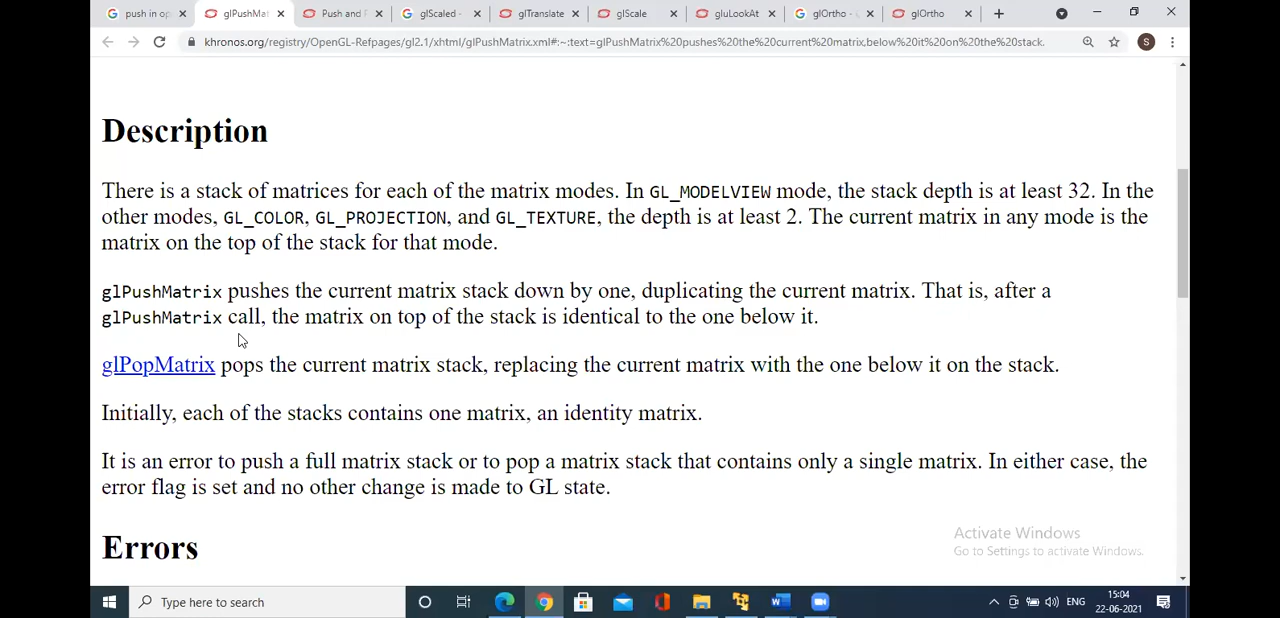 push in op
glPushMat
Push and P
glScaled -
glTranslate
glScale
gluLookAt
glOrtho -
glOrtho
khronos.org/registry/OpenGL-Refpages/gl2.1/xhtml/glPushMatrix.xml#:~:text=glPushMatrix%20pushes%20the%20current%20matrix,below%20it%20on%20the%20stack.
S
Description
There is a stack of matrices for each of the matrix modes. In GL_MODELVIEW mode, the stack depth is at least 32. In the
other modes, GL_COLOR, GL_PROJECTION, and GL_TEXTURE, the depth is at least 2. The current matrix in any mode is the
matrix on the top of the stack for that mode.
glPushMatrix pushes the current matrix stack down by one, duplicating the current matrix. That is, after a
glPushMatrix call, the matrix on top of the stack is identical to the one below it.
glPopMatrix pops the current matrix stack, replacing the current matrix with the one below it on the stack.
Initially, each of the stacks contains one matrix, an identity matrix.
It is an error to push a full matrix stack or to pop a matrix stack that contains only a single matrix. In either case, the
error flag is set and no other change is made to GL state.
Errors
Activate Windows
Go to Settings to activate Windows.
Type here to search
ENG
15:04
22-06-2021